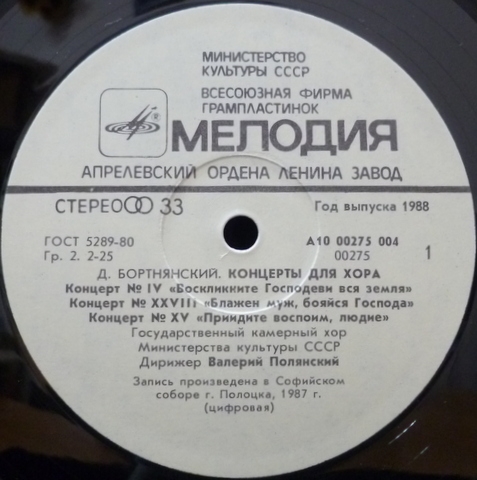 МИНИСТЕРСТВО
КУЛЬТУРЫ СССР
ВСЕСОЮЗНАЯ ФИРМА
ГРАМПЛАСТИНОК
МЕЛОДИЯ
АПРЕЛЕВСКИЙ ОРДЕНА ЛЕНИНА ЗАВОД
СТЕРЕО 33
Год выпуска 1988
ГОСТ 5289-80
А10 00275 004
Гр. 2. 2-25
00275 1
Д. БОРТНЯНСКИЙ. КОНЦЕРТЫ ДЛЯ ХОРА
Концерт № IV «Воскликните Господеви вся земля»
Концерт № XXVIII «Блажен муж, бояйся Господа»
Концерт № XV «Приидите воспоим, людие»
Государственный камерный хор
Министерства культуры СССР
Дирижер Валерий Полянский
Запись произведена в Софийском
соборе г. Полоцка, 1987 г.
(цифровая)